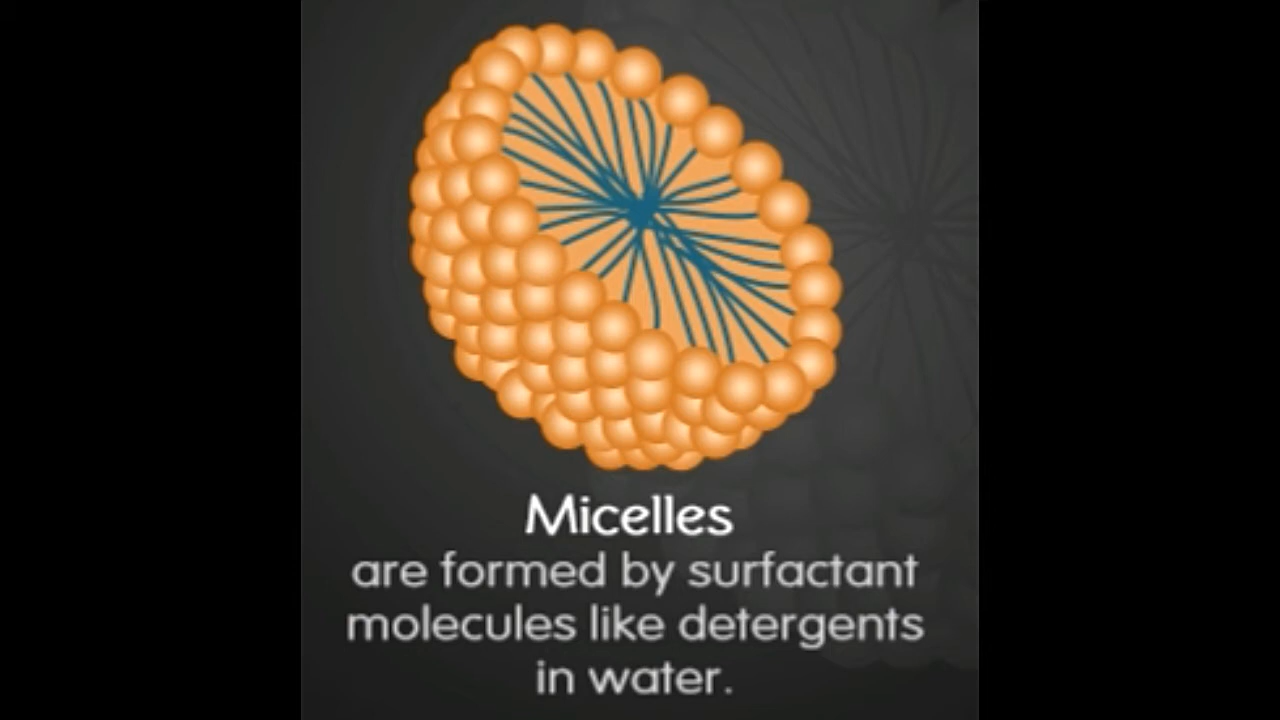 Micelles
are formed by surfactant
molecules like detergents
in water.